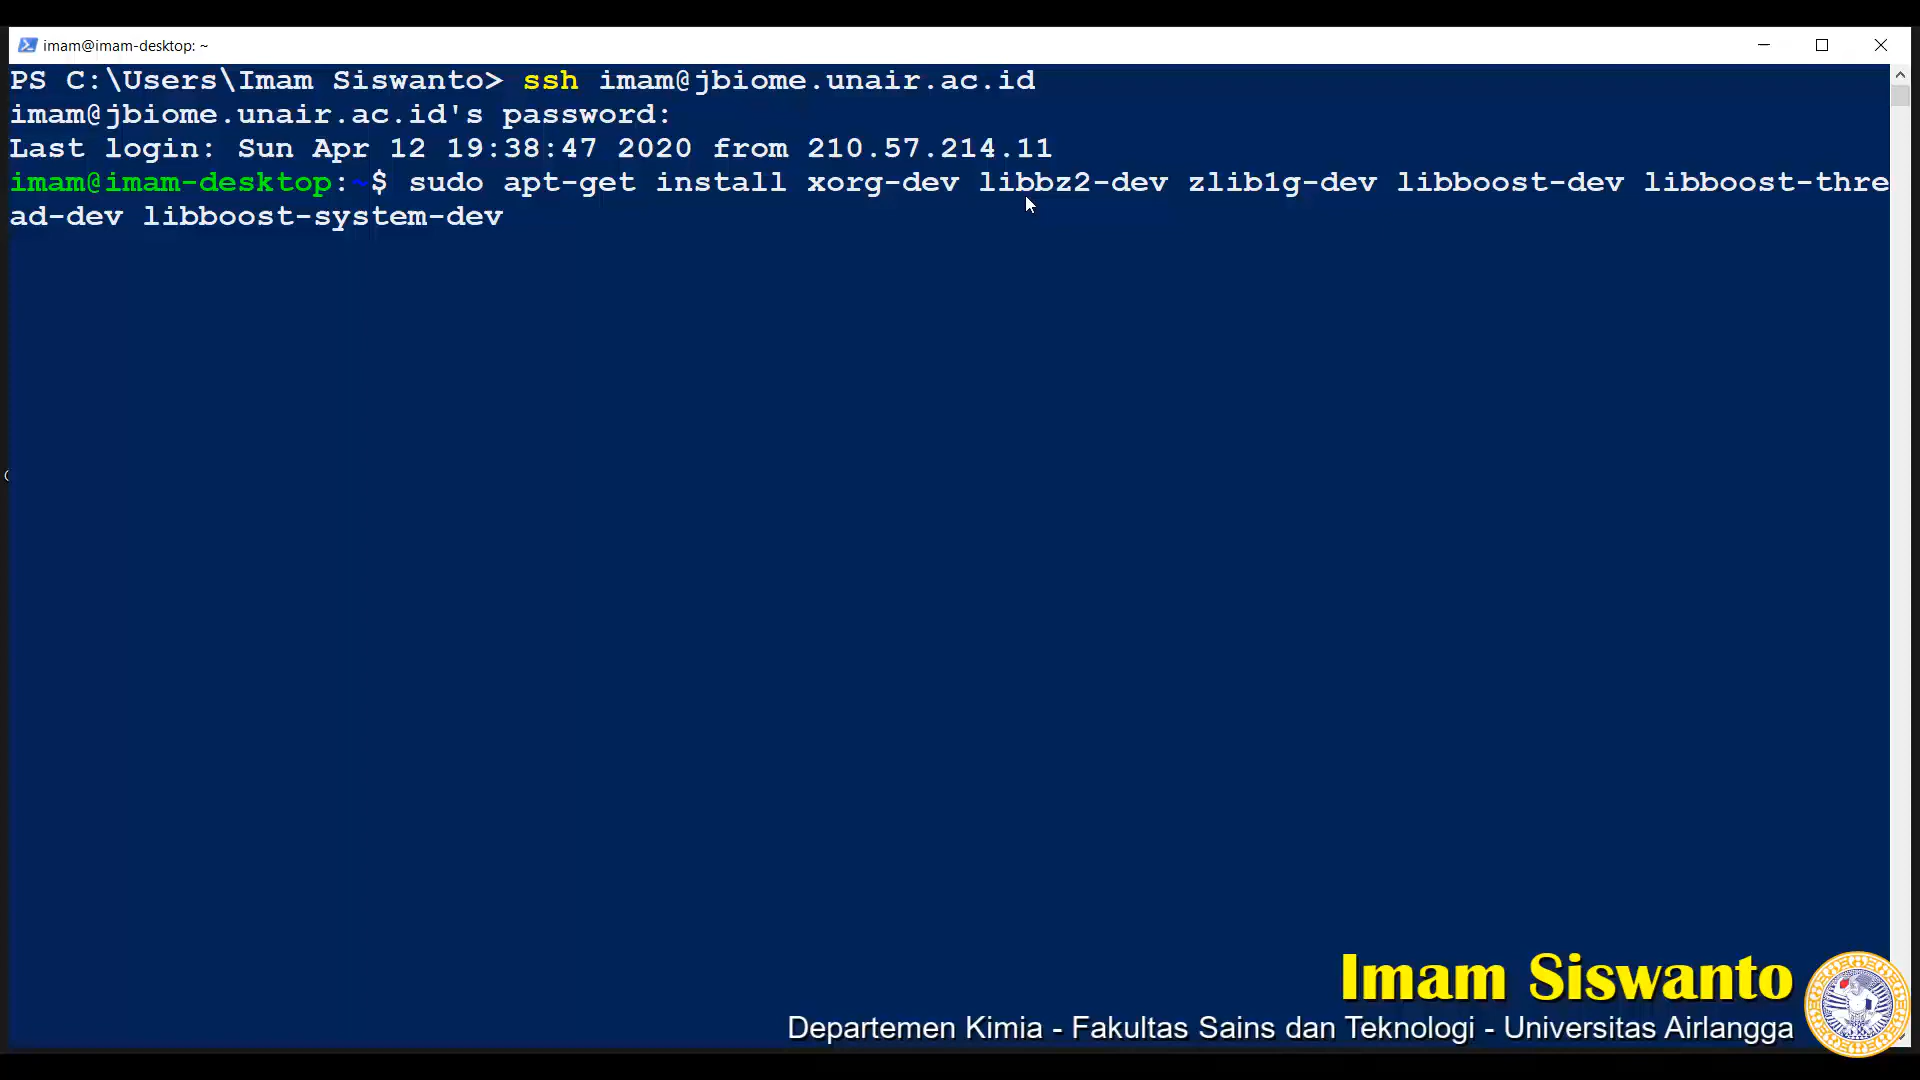 imam@imam-desktop: ~
PS C:\Users\Imam Siswanto> ssh imam@jbiome.unair.ac.id
imam@jbiome.unair.ac.id's password:
Last login: Sun Apr 12 19:38:47 2020 from 210.57.214.11
imam@imam-desktop:~$ sudo apt-get install xorg-dev libbz2-dev zlib1g-dev libboost-dev libboost-thre
ad-dev libboost-system-dev
Imam Siswanto
Departemen Kimia - Fakultas Sains dan Teknologi - Universitas Airlangga